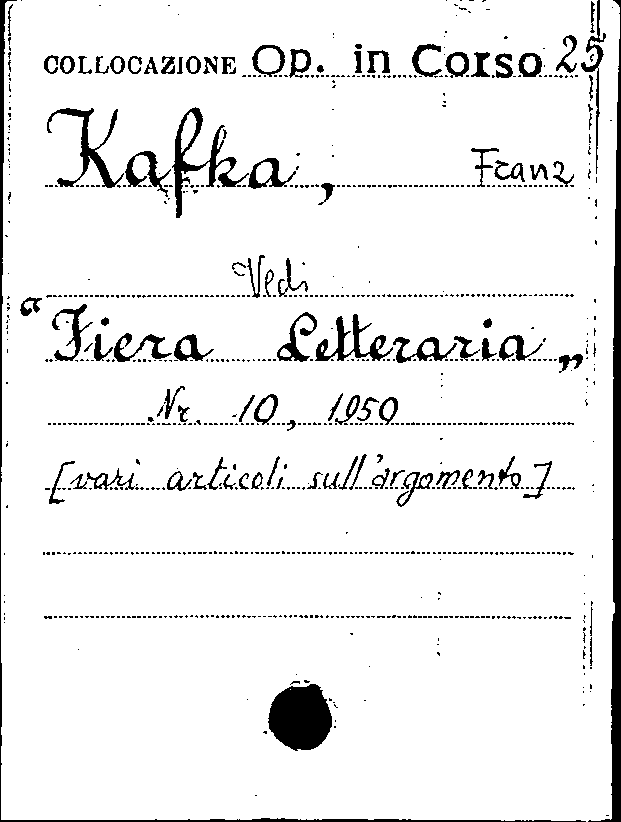 COLLOCAZIONE Op. in Corso 25
Kafka, Franz
Vedi
"Fiera Letteraria„
Nr. 10, 1950
[vari articoli sull'argomento]